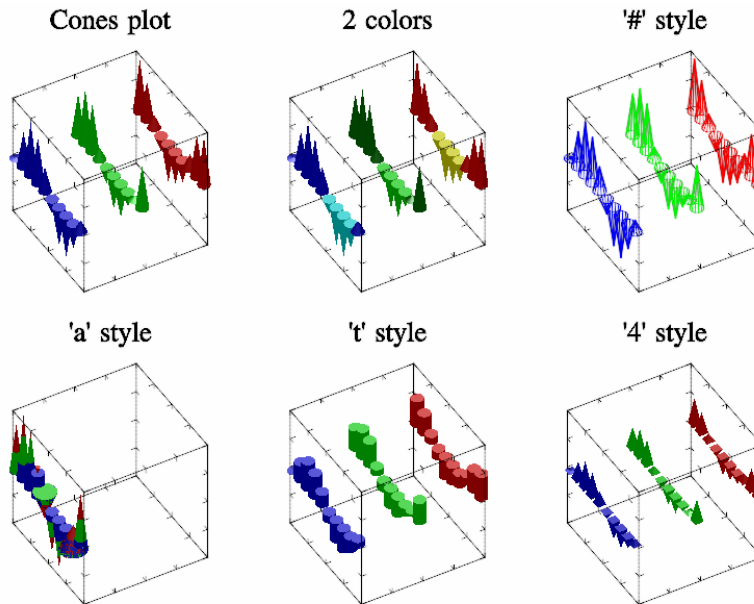 Cones plot
2 colors
'#' style
'a' style
't' style
'4' style